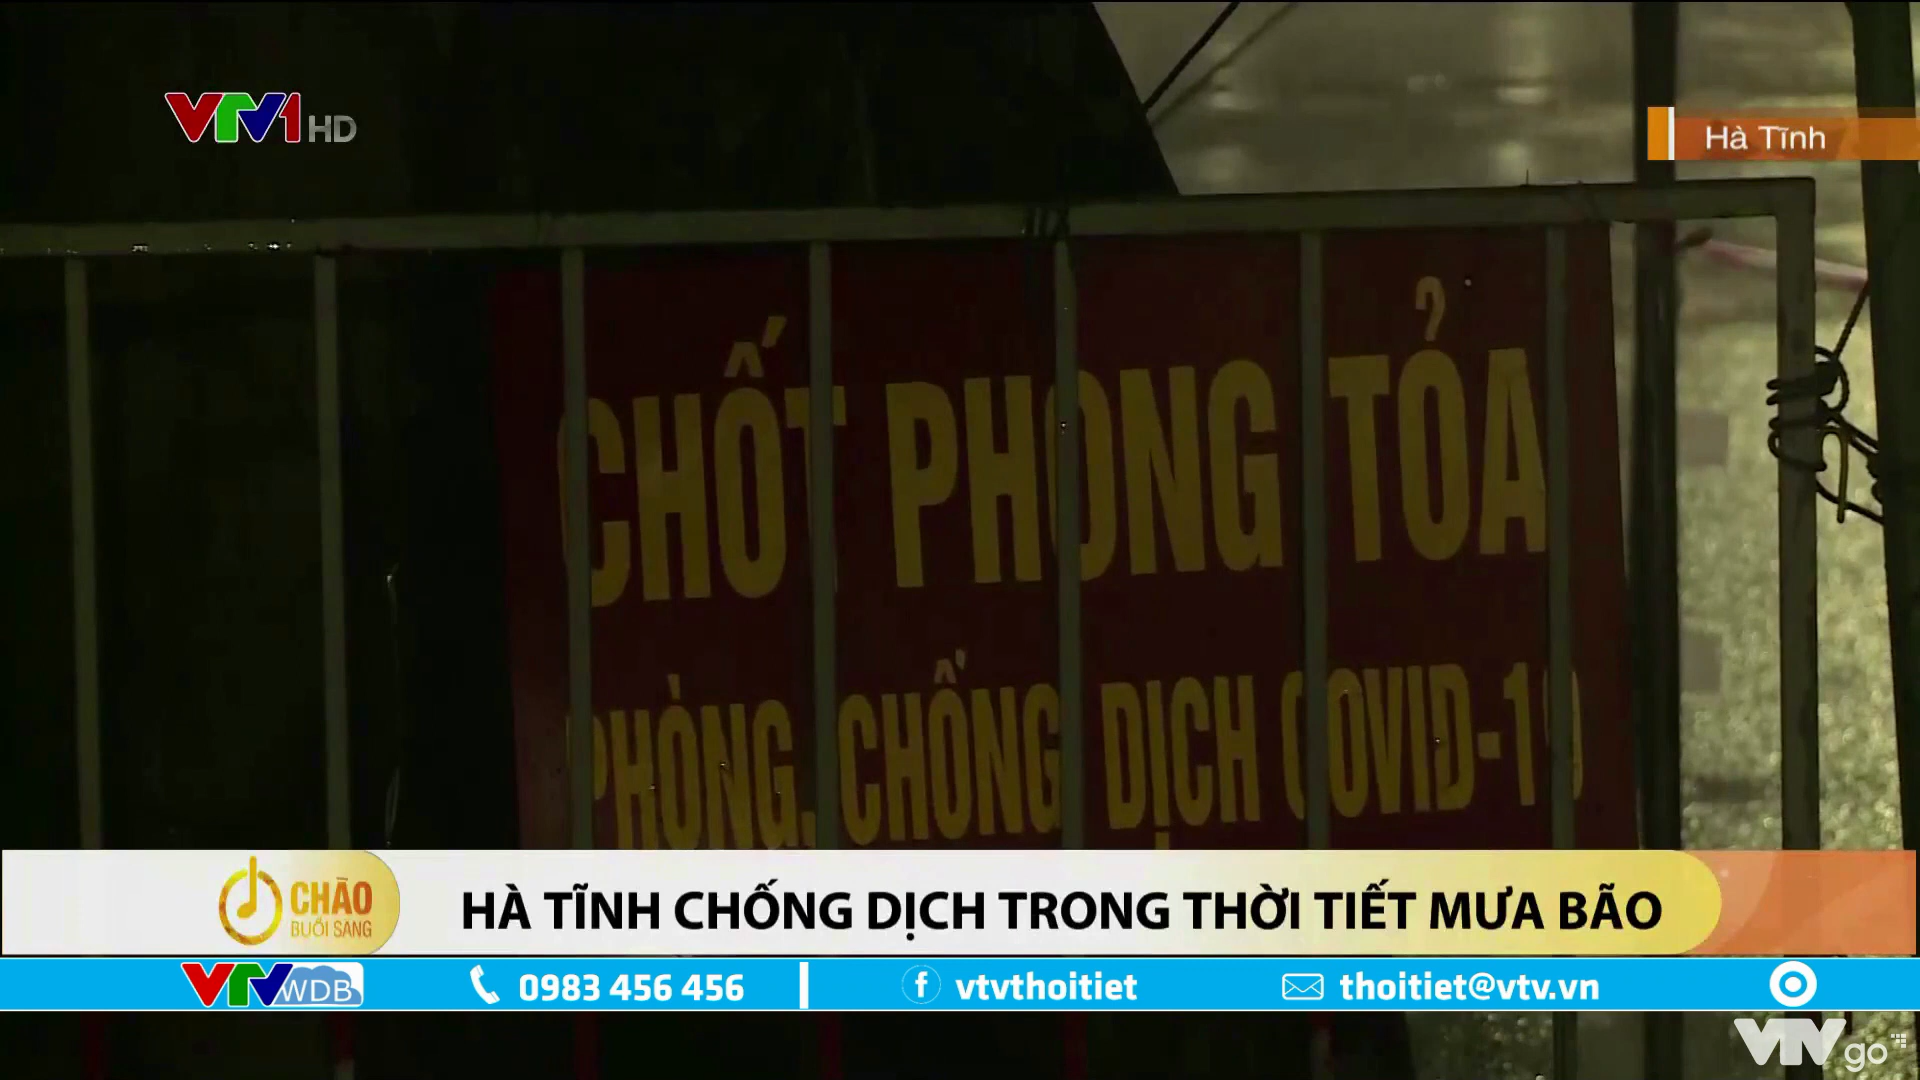 VTV1 HD
Hà Tĩnh
CHỐT PHONG TỎA
PHÒNG, CHỐNG DỊCH COVID-19
CHÀO
BUỔI SÁNG
HÀ TĨNH CHỐNG DỊCH TRONG THỜI TIẾT MƯA BÃO
VTV WDB
0983 456 456
vtvthoitiet
thoitiet@vtv.vn
VTV go